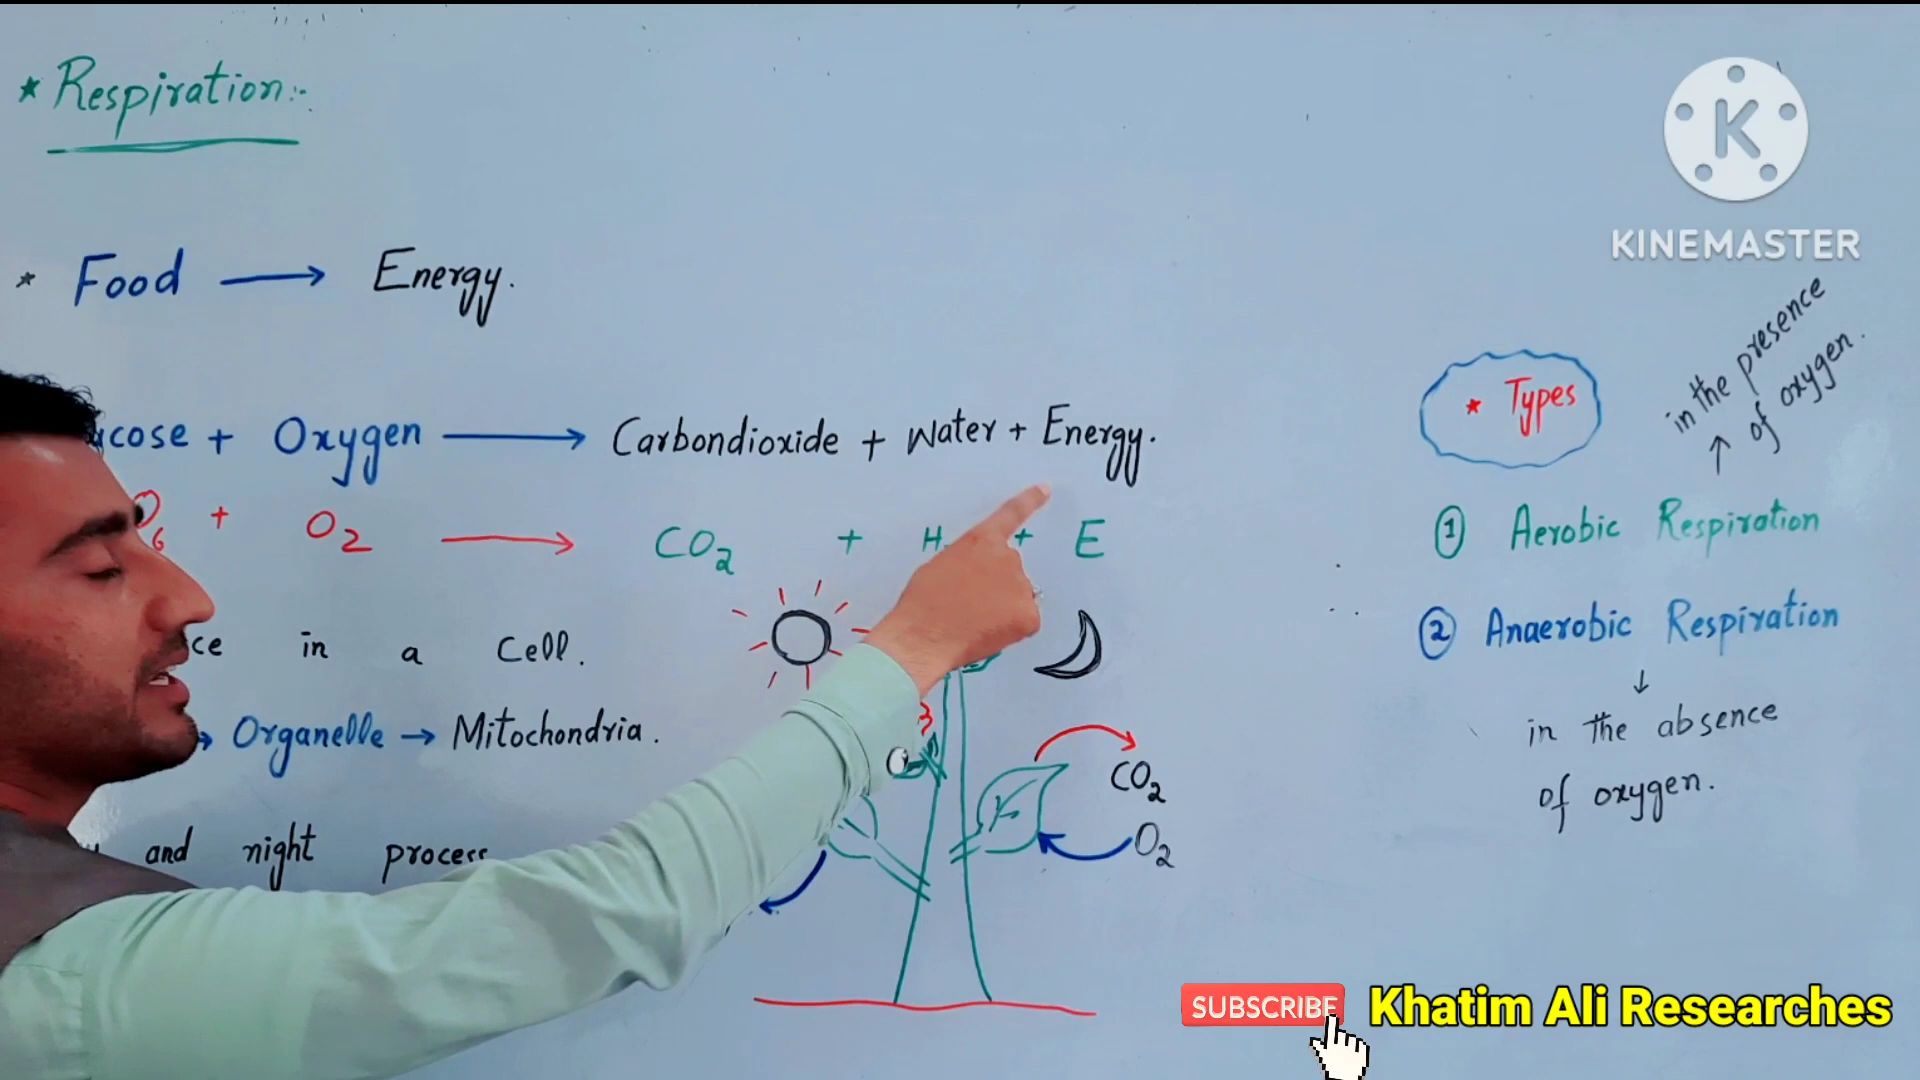 * Respiration:-
* Food → Energy.
cose + Oxygen → Carbondioxide + Water + Energy.
O6 + O2 → CO2 + H + E
ce in a Cell.
→ Organelle → Mitochondria.
and night process
3
CO2
O2
* Types
in the presence
of oxygen.
↑
① Aerobic Respiration
② Anaerobic Respiration
↓
in the absence
of oxygen.
K
KINEMASTER
SUBSCRIBE
Khatim Ali Researches